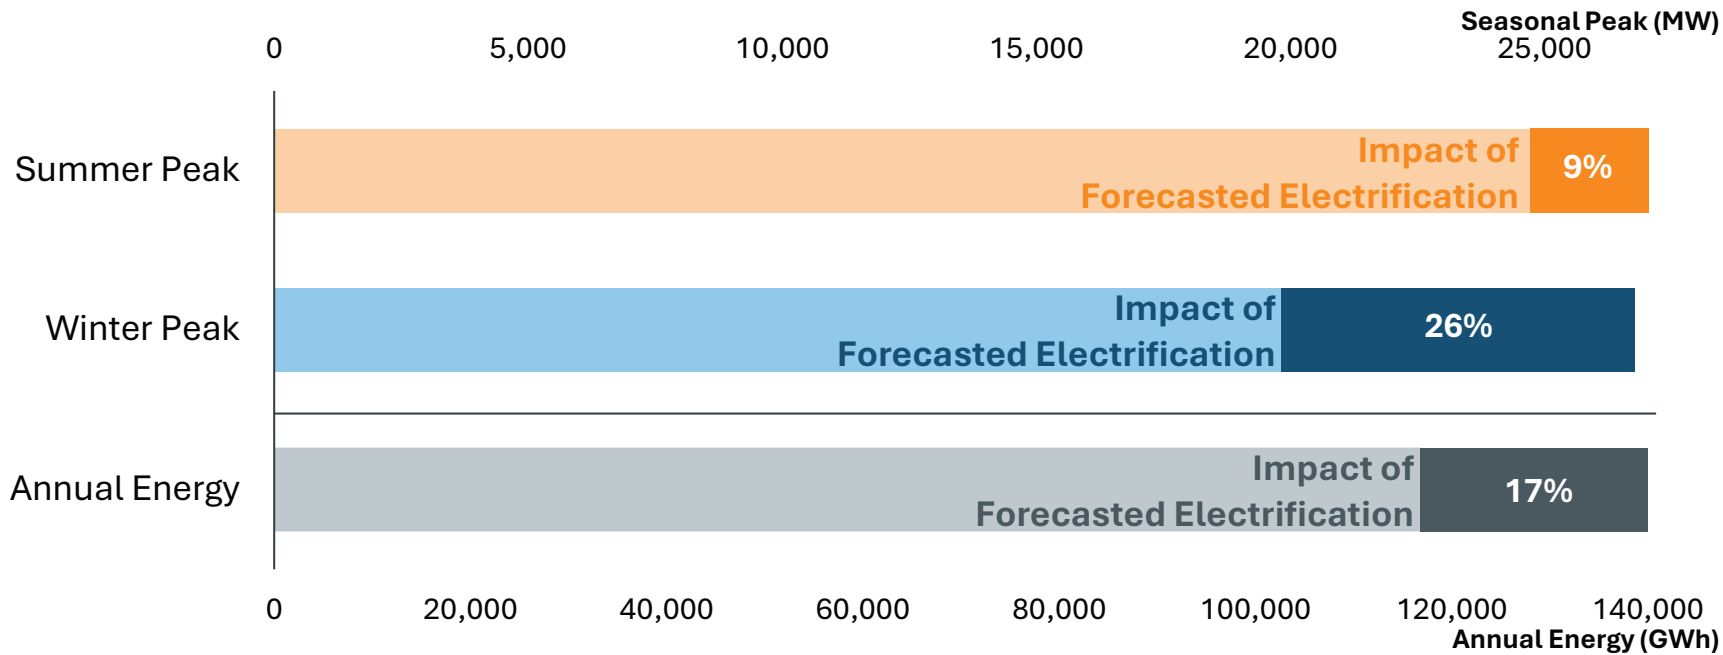 Seasonal Peak (MW)
0 5,000 10,000 15,000 20,000 25,000
Summer Peak
Impact of
Forecasted Electrification
9%
Winter Peak
Impact of
Forecasted Electrification
26%
Annual Energy
Impact of
Forecasted Electrification
17%
0 20,000 40,000 60,000 80,000 100,000 120,000 140,000
Annual Energy (GWh)